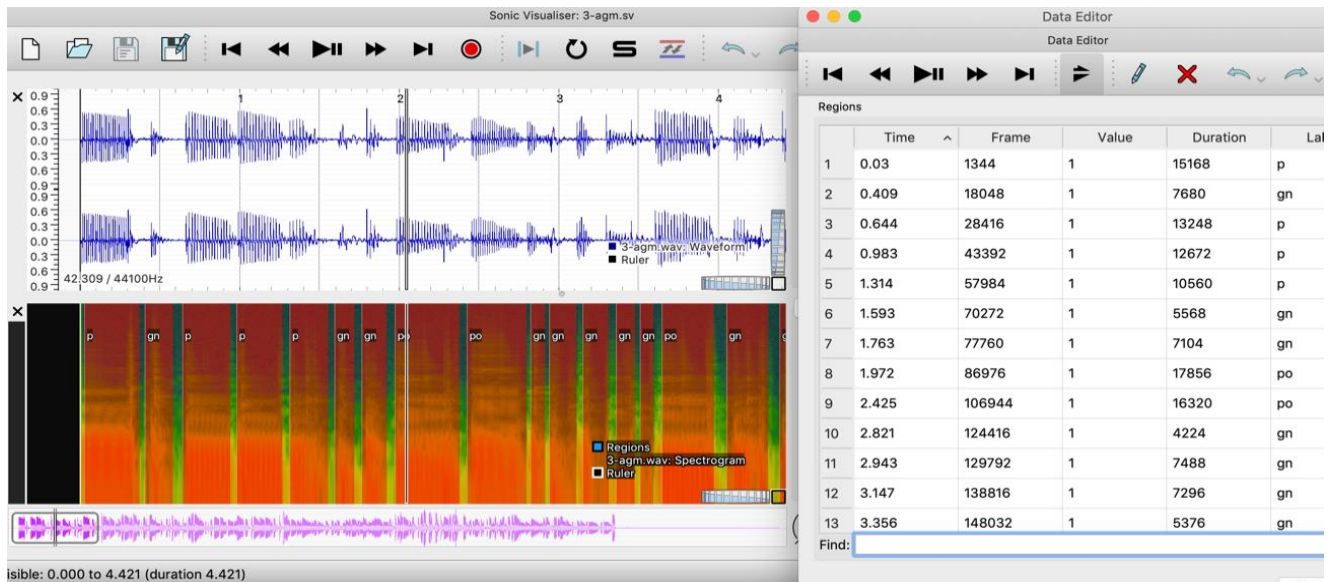 Sonic Visualiser: 3-agm.sv
0.9
0.6
0.3
0.0
0.3
0.6
0.9
0.9
0.6
0.3
0.0
0.3
0.6
0.9
1 2 3 4
3-agm.wav: Waveform
Ruler
42.309 / 44100Hz
p gn p p p gn gn po po gn gn gn gn gn po gn
Regions
3-agm.wav: Spectrogram
Ruler
isible: 0.000 to 4.421 (duration 4.421)
Data Editor
Data Editor
Regions
Time Frame Value Duration Lal
1 0.03 1344 1 15168 p
2 0.409 18048 1 7680 gn
3 0.644 28416 1 13248 p
4 0.983 43392 1 12672 p
5 1.314 57984 1 10560 p
6 1.593 70272 1 5568 gn
7 1.763 77760 1 7104 gn
8 1.972 86976 1 17856 po
9 2.425 106944 1 16320 po
10 2.821 124416 1 4224 gn
11 2.943 129792 1 7488 gn
12 3.147 138816 1 7296 gn
13 3.356 148032 1 5376 gn
Find: